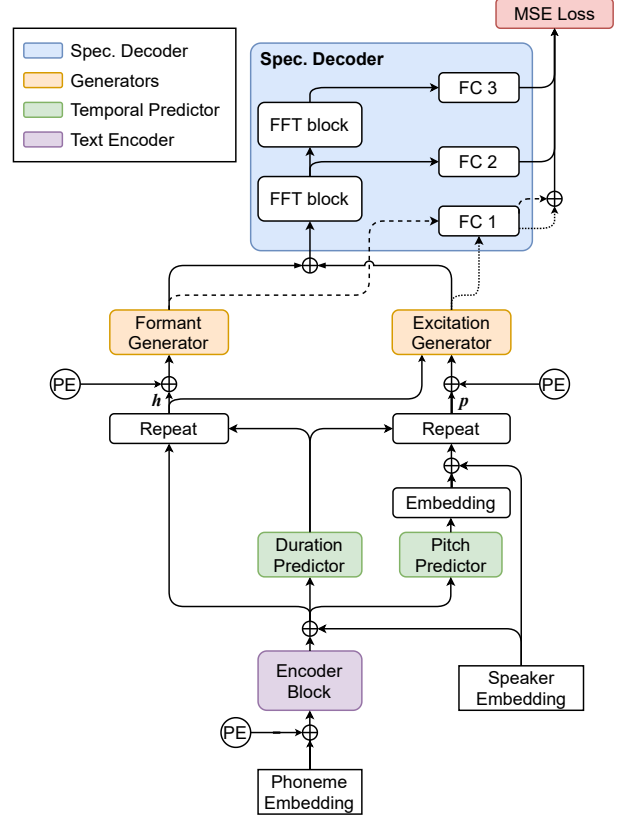 MSE Loss
Spec. Decoder
Generators
Temporal Predictor
Text Encoder
Spec. Decoder
FC 3
FFT block
FC 2
FFT block
FC 1
Formant
Generator
Excitation
Generator
PE
PE
h
p
Repeat
Repeat
Embedding
Duration
Predictor
Pitch
Predictor
Encoder
Block
Speaker
Embedding
PE
Phoneme
Embedding